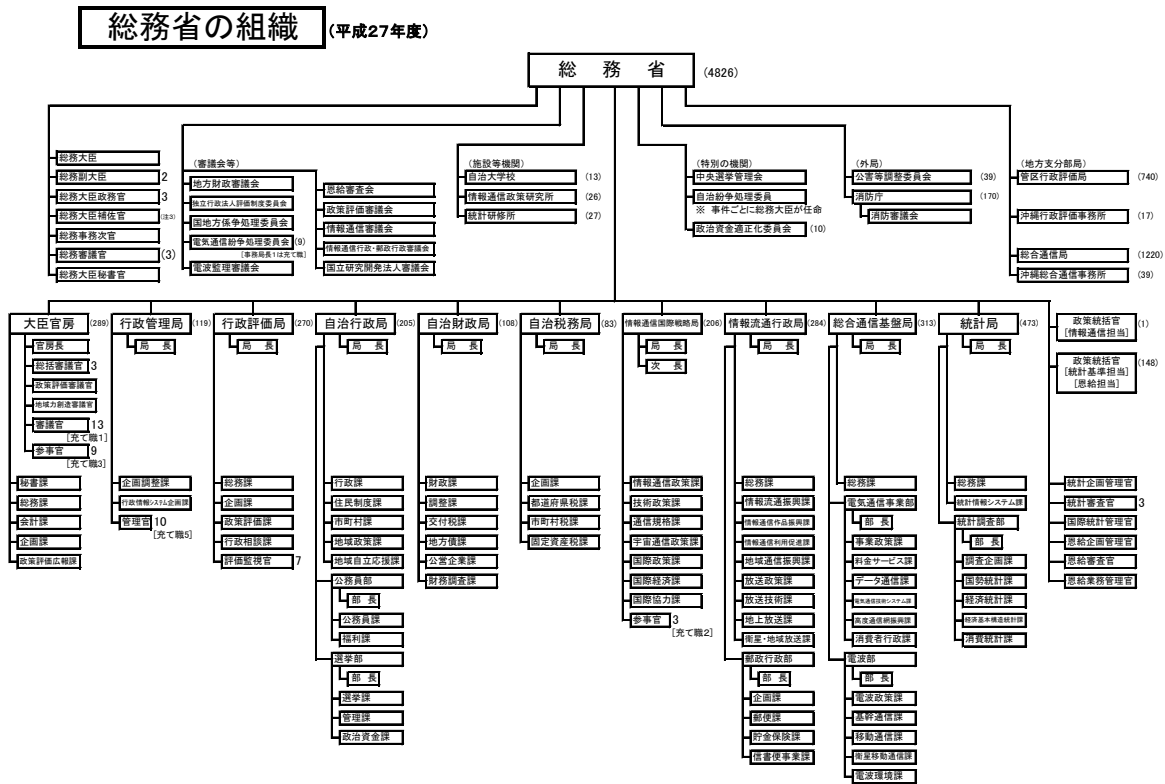 総務省の組織 (平成27年度)
総務省 (4826)
総務大臣
総務副大臣 2
総務大臣政務官 3
総務大臣補佐官 (注3)
総務事務次官
総務審議官 (3)
総務大臣秘書官
(審議会等)
地方財政審議会
独立行政法人評価制度委員会
国地方係争処理委員会
電気通信紛争処理委員会 (9)
[事務局長1は充て職]
電波監理審議会
恩給審査会
政策評価審議会
情報通信審議会
情報通信行政・郵政行政審議会
国立研究開発法人審議会
(施設等機関)
自治大学校 (13)
情報通信政策研究所 (26)
統計研修所 (27)
(特別の機関)
中央選挙管理会
自治紛争処理委員
※ 事件ごとに総務大臣が任命
政治資金適正化委員会 (10)
(外局)
公害等調整委員会 (39)
消防庁 (170)
消防審議会
(地方支分部局)
管区行政評価局 (740)
沖縄行政評価事務所 (17)
総合通信局 (1220)
沖縄総合通信事務所 (39)
大臣官房 (289)
官房長
総括審議官 3
政策評価審議官
地域力創造審議官
審議官 13
[充て職1]
参事官 9
[充て職3]
秘書課
総務課
会計課
企画課
政策評価広報課
行政管理局 (119)
局 長
企画調整課
行政情報システム企画課
管理官 10
[充て職5]
行政評価局 (270)
局 長
総務課
企画課
政策評価課
行政相談課
評価監視官 7
自治行政局 (205)
局 長
行政課
住民制度課
市町村課
地域政策課
地域自立応援課
公務員部
部 長
公務員課
福利課
選挙部
部 長
選挙課
管理課
政治資金課
自治財政局 (108)
局 長
財政課
調整課
交付税課
地方債課
公営企業課
財務調査課
自治税務局 (83)
局 長
企画課
都道府県税課
市町村税課
固定資産税課
情報通信国際戦略局 (206)
局 長
次 長
情報通信政策課
技術政策課
通信規格課
宇宙通信政策課
国際政策課
国際経済課
国際協力課
参事官 3
[充て職2]
情報流通行政局 (284)
局 長
総務課
情報流通振興課
情報通信作品振興課
情報通信利用促進課
地域通信振興課
放送政策課
放送技術課
地上放送課
衛星・地域放送課
郵政行政部
部 長
企画課
郵便課
貯金保険課
信書便事業課
総合通信基盤局 (313)
局 長
総務課
電気通信事業部
部 長
事業政策課
料金サービス課
データ通信課
電気通信技術システム課
高度通信網振興課
消費者行政課
電波部
部 長
電波政策課
基幹通信課
移動通信課
衛星移動通信課
電波環境課
統計局 (473)
局 長
総務課
統計情報システム課
統計調査部
部 長
調査企画課
国勢統計課
経済統計課
経済基本構造統計課
消費統計課
政策統括官 (1)
[情報通信担当]
政策統括官 (148)
[統計基準担当]
[恩給担当]
統計企画管理官
統計審査官 3
国際統計管理官
恩給企画管理官
恩給審査官
恩給業務管理官